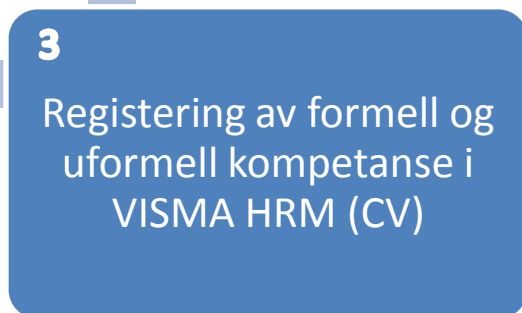 3
Registering av formell og
uformell kompetanse i
VISMA HRM (CV)